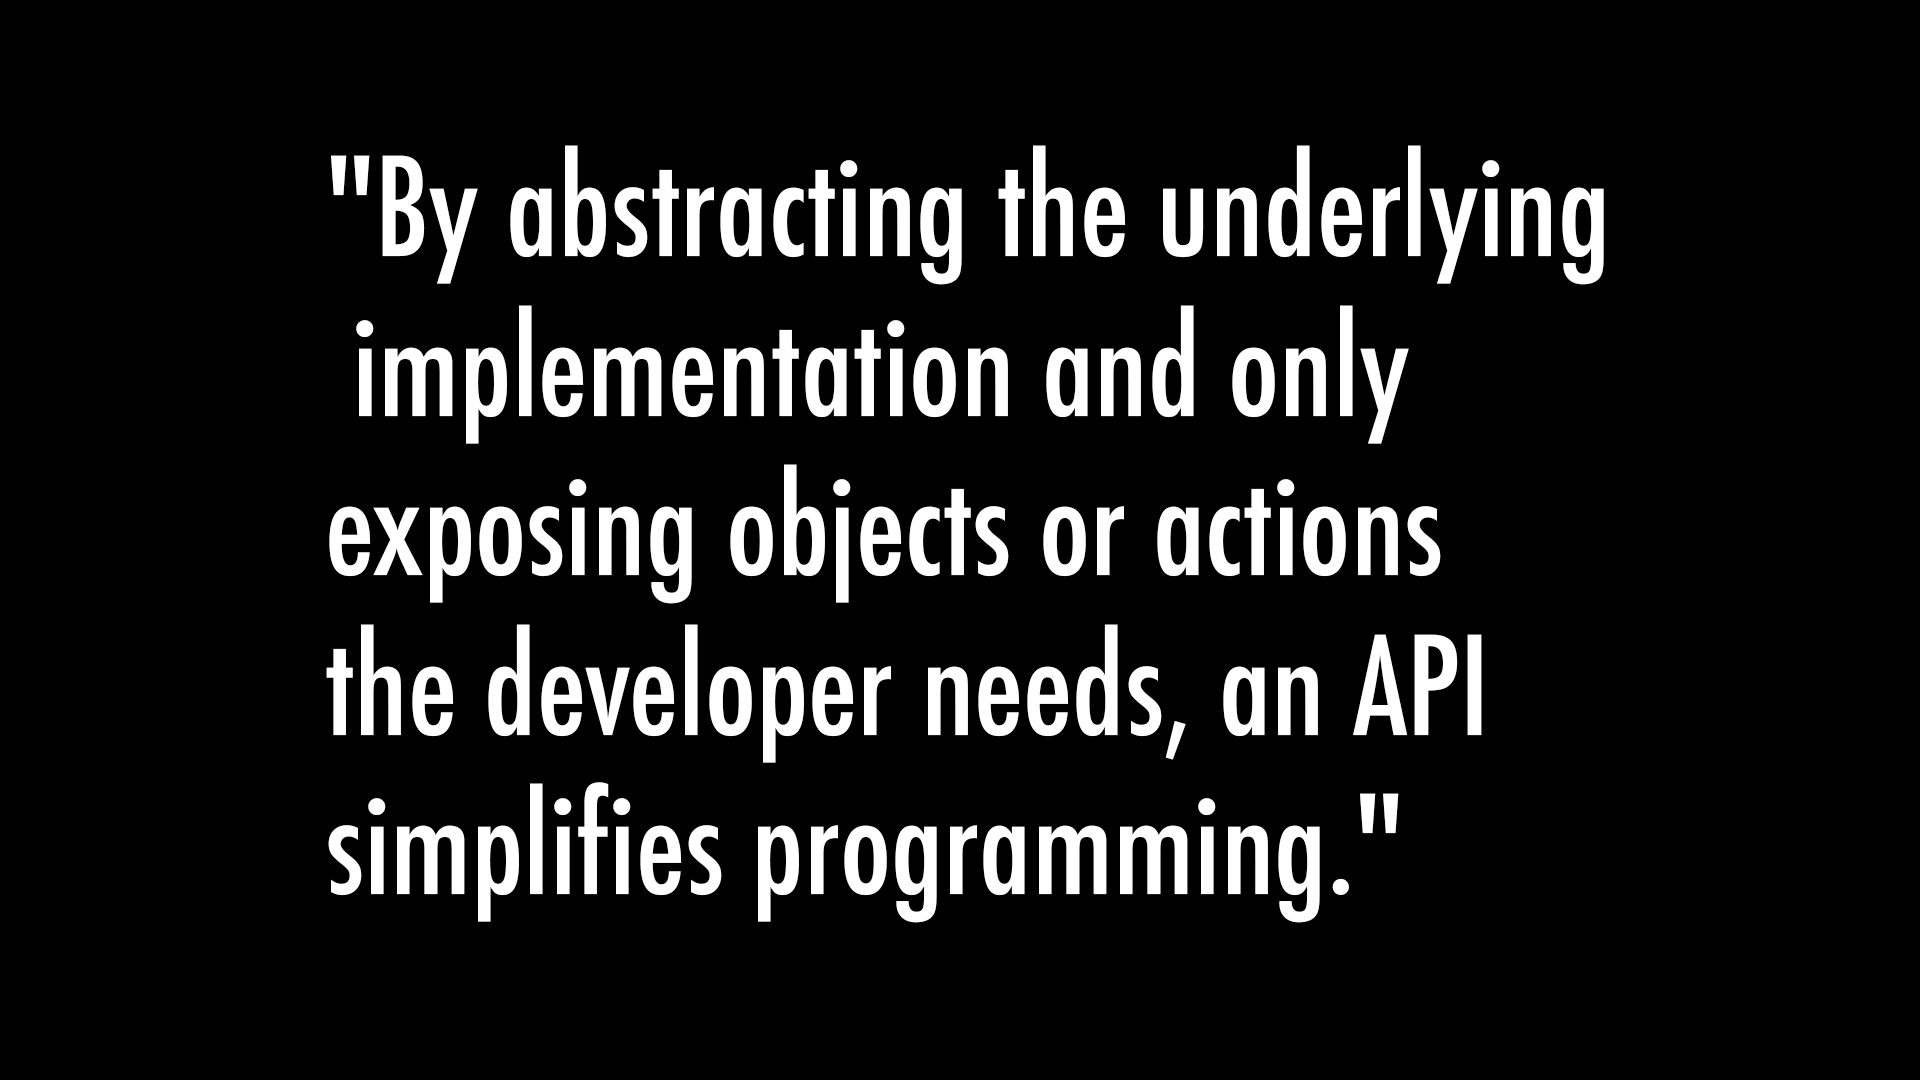 "By abstracting the underlying
implementation and only
exposing objects or actions
the developer needs, an API
simplifies programming."